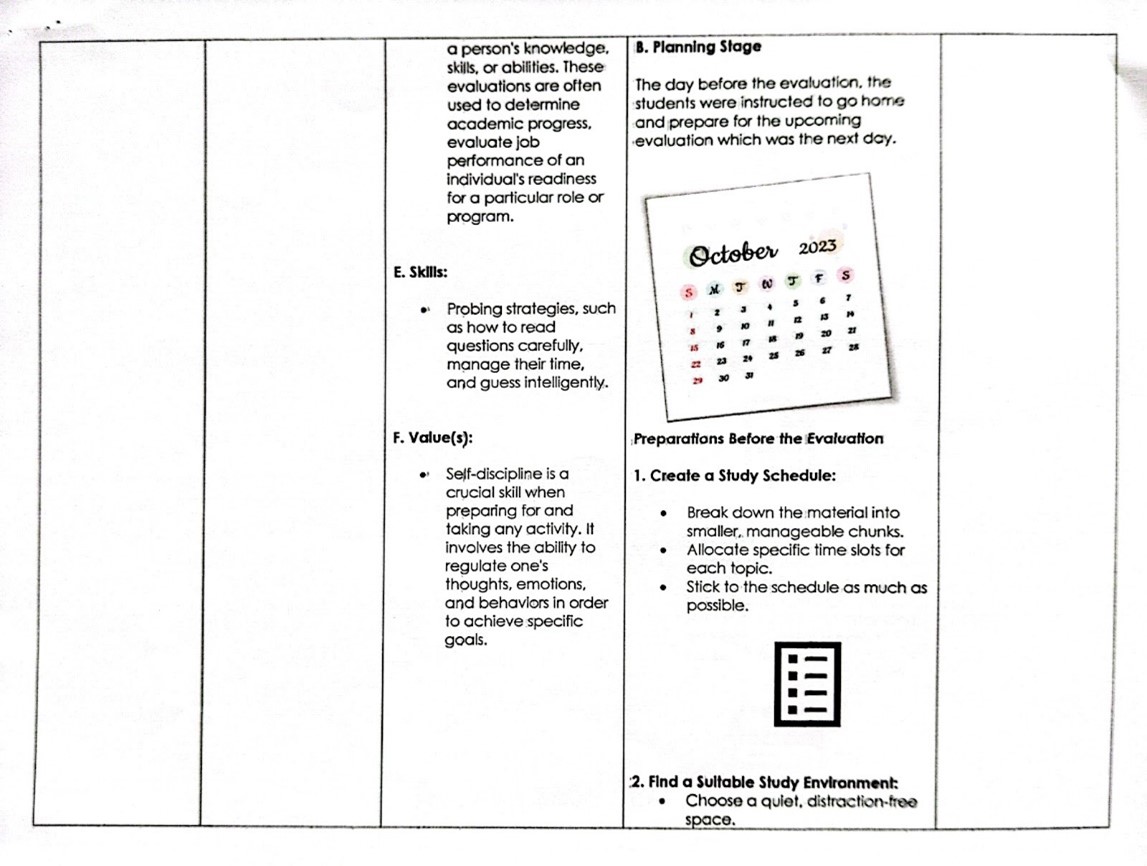 a person's knowledge,
skills, or abilities. These
evaluations are often
used to determine
academic progress,
evaluate job
performance of an
individual's readiness
for a particular role or
program.
E. Skills:
• Probing strategies, such
as how to read
questions carefully,
manage their time,
and guess intelligently.
F. Value(s):
• Self-discipline is a
crucial skill when
preparing for and
taking any activity. It
involves the ability to
regulate one's
thoughts, emotions,
and behaviors in order
to achieve specific
goals.
B. Planning Stage
The day before the evaluation, the
students were instructed to go home
and prepare for the upcoming
evaluation which was the next day.
October 2023
S M T W T F S
1 2 3 4 5 6 7
8 9 10 11 12 13 14
15 16 17 18 19 20 21
22 23 24 25 26 27 28
29 30 31
Preparations Before the Evaluation
1. Create a Study Schedule:
• Break down the material into
smaller, manageable chunks.
• Allocate specific time slots for
each topic.
• Stick to the schedule as much as
possible.
2. Find a Suitable Study Environment:
• Choose a quiet, distraction-free
space.